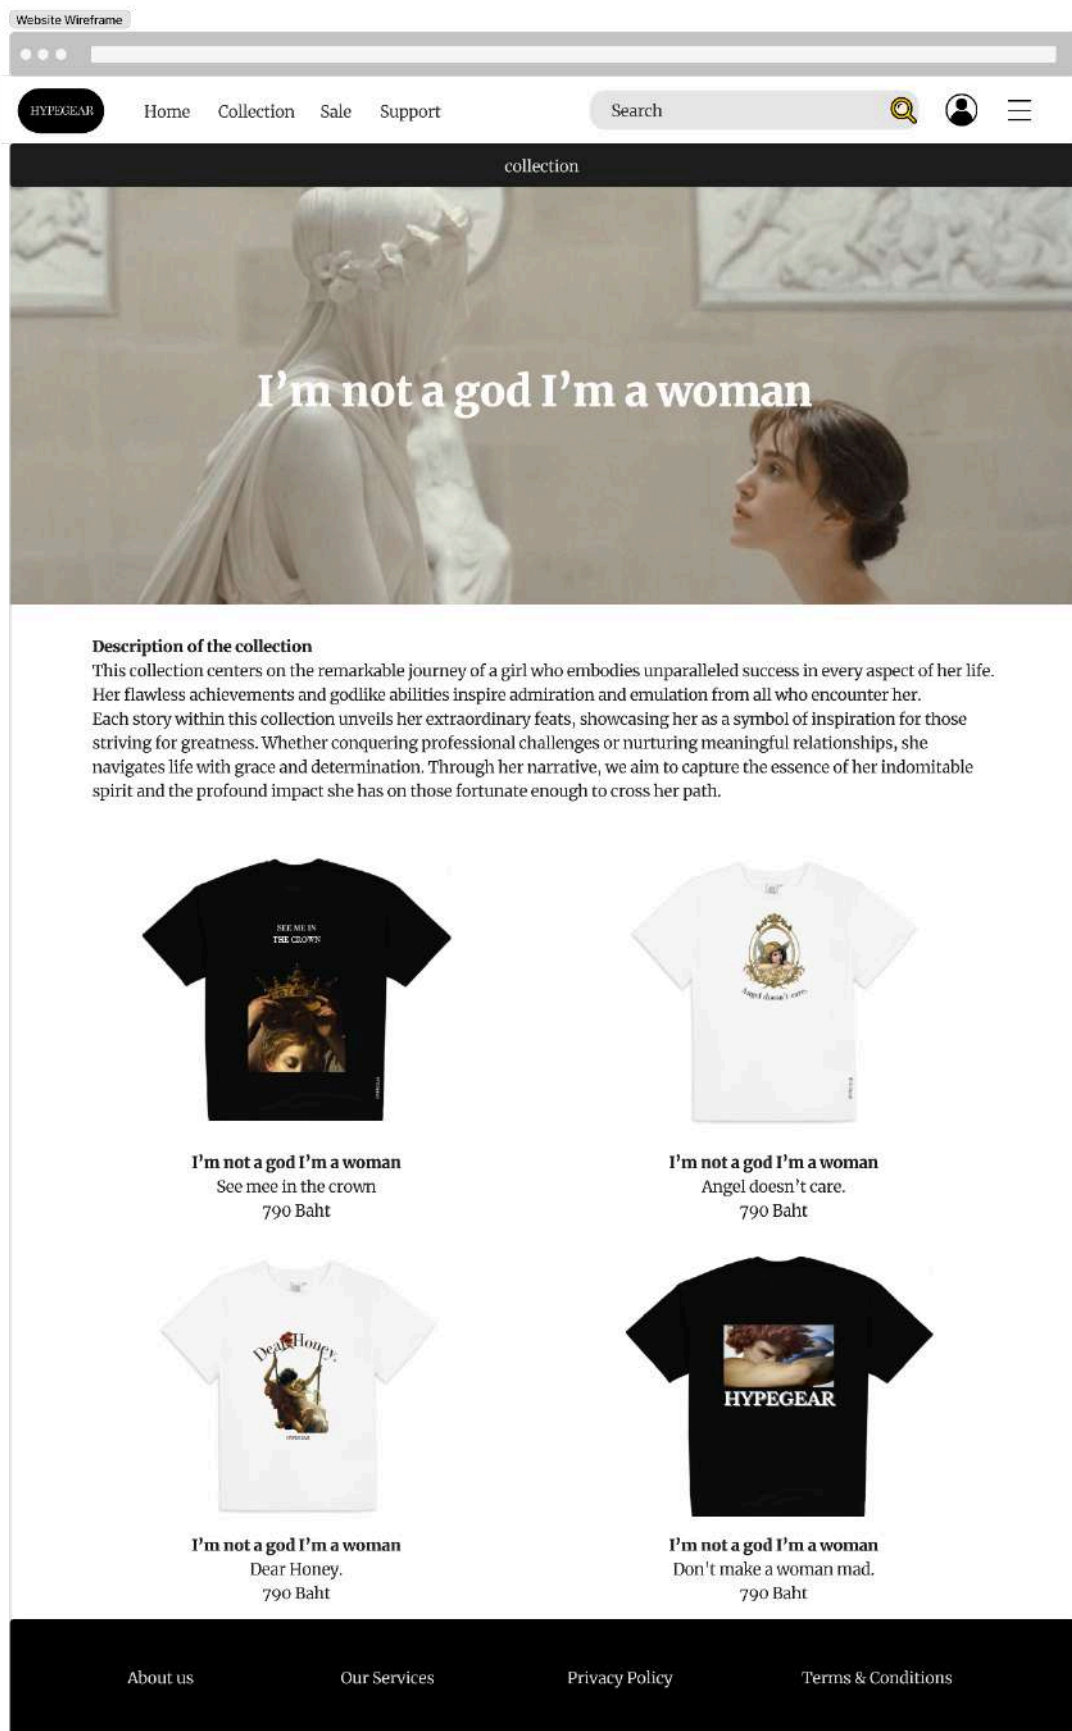 Website Wireframe
HYPEGEAR
Home Collection Sale Support
Search
collection
I'm not a god I'm a woman
Description of the collection
This collection centers on the remarkable journey of a girl who embodies unparalleled success in every aspect of her life.
Her flawless achievements and godlike abilities inspire admiration and emulation from all who encounter her.
Each story within this collection unveils her extraordinary feats, showcasing her as a symbol of inspiration for those
striving for greatness. Whether conquering professional challenges or nurturing meaningful relationships, she
navigates life with grace and determination. Through her narrative, we aim to capture the essence of her indomitable
spirit and the profound impact she has on those fortunate enough to cross her path.
SEE ME IN
THE CROWN
Angel doesn't care.
I'm not a god I'm a woman
See mee in the crown
790 Baht
I'm not a god I'm a woman
Angel doesn't care.
790 Baht
Dear Honey.
HYPEGEAR
I'm not a god I'm a woman
Dear Honey.
790 Baht
I'm not a god I'm a woman
Don't make a woman mad.
790 Baht
About us Our Services Privacy Policy Terms & Conditions